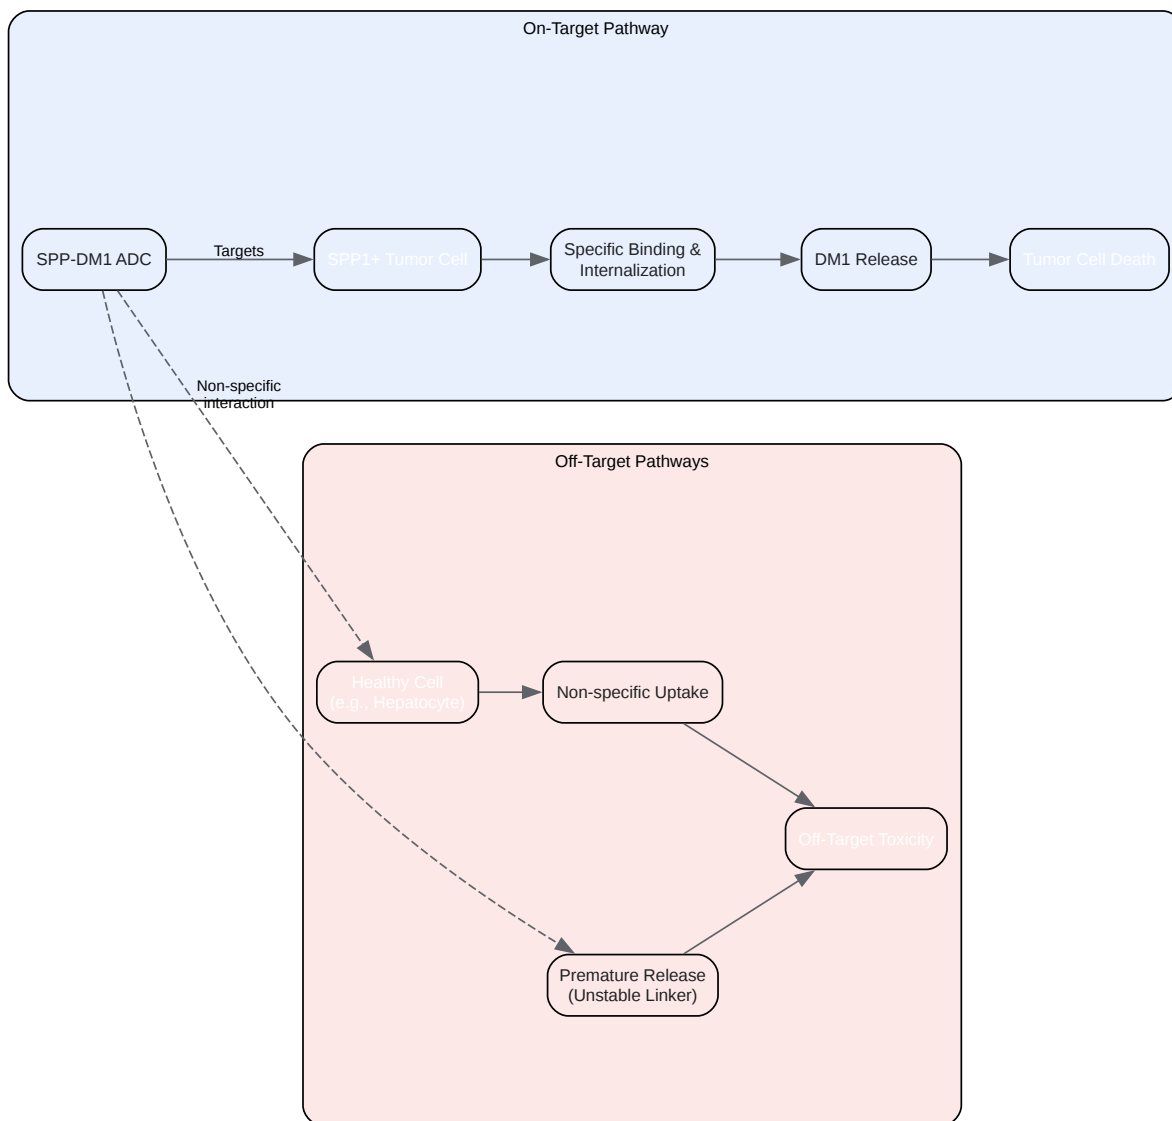 On-Target Pathway
SPP-DM1 ADC
Targets
SPP1+ Tumor Cell
Specific Binding &
Internalization
DM1 Release
Tumor Cell Death
Non-specific
interaction
Off-Target Pathways
Healthy Cell
(e.g., Hepatocyte)
Non-specific Uptake
Off-Target Toxicity
Premature Release
(Unstable Linker)